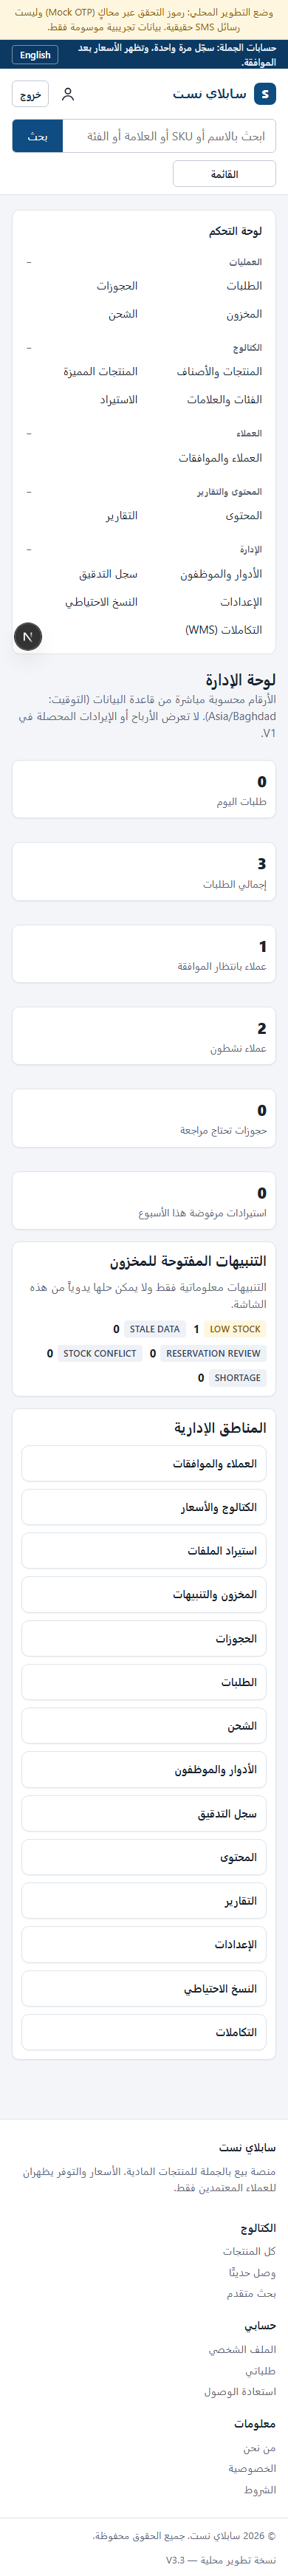 وضع التطوير المحلي: رموز التحقق عبر محاكٍ (Mock OTP) وليست
رسائل SMS حقيقية. بيانات تجريبية موسومة فقط.
حسابات الجملة: سجّل مرة واحدة، وتظهر الأسعار بعد
الموافقة.
English
S
سابلاي نست
خروج
ابحث بالاسم أو SKU أو العلامة أو الفئة
بحث
القائمة
لوحة التحكم
العمليات −
الطلبات
الحجوزات
المخزون
الشحن
الكتالوج −
المنتجات والأصناف
المنتجات المميزة
الفئات والعلامات
الاستيراد
العملاء −
العملاء والموافقات
المحتوى والتقارير −
المحتوى
التقارير
الإدارة −
الأدوار والموظفون
سجل التدقيق
الإعدادات
النسخ الاحتياطي
التكاملات (WMS)
N
لوحة الإدارة
الأرقام محسوبة مباشرة من قاعدة البيانات (التوقيت:
Asia/Baghdad). لا تعرض الأرباح أو الإيرادات المحصلة في
V1.
0
طلبات اليوم
3
إجمالي الطلبات
1
عملاء بانتظار الموافقة
2
عملاء نشطون
0
حجوزات تحتاج مراجعة
0
استيرادات مرفوضة هذا الأسبوع
التنبيهات المفتوحة للمخزون
التنبيهات معلوماتية فقط ولا يمكن حلها يدوياً من هذه
الشاشة.
LOW STOCK 1 STALE DATA 0
RESERVATION REVIEW 0 STOCK CONFLICT 0
SHORTAGE 0
المناطق الإدارية
العملاء والموافقات
الكتالوج والأسعار
استيراد الملفات
المخزون والتنبيهات
الحجوزات
الطلبات
الشحن
الأدوار والموظفون
سجل التدقيق
المحتوى
التقارير
الإعدادات
النسخ الاحتياطي
التكاملات
سابلاي نست
منصة بيع بالجملة للمنتجات المادية. الأسعار والتوفر يظهران
للعملاء المعتمدين فقط.
الكتالوج
كل المنتجات
وصل حديثًا
بحث متقدم
حسابي
الملف الشخصي
طلباتي
استعادة الوصول
معلومات
من نحن
الخصوصية
الشروط
© 2026 سابلاي نست. جميع الحقوق محفوظة.
نسخة تطوير محلية — V3.3